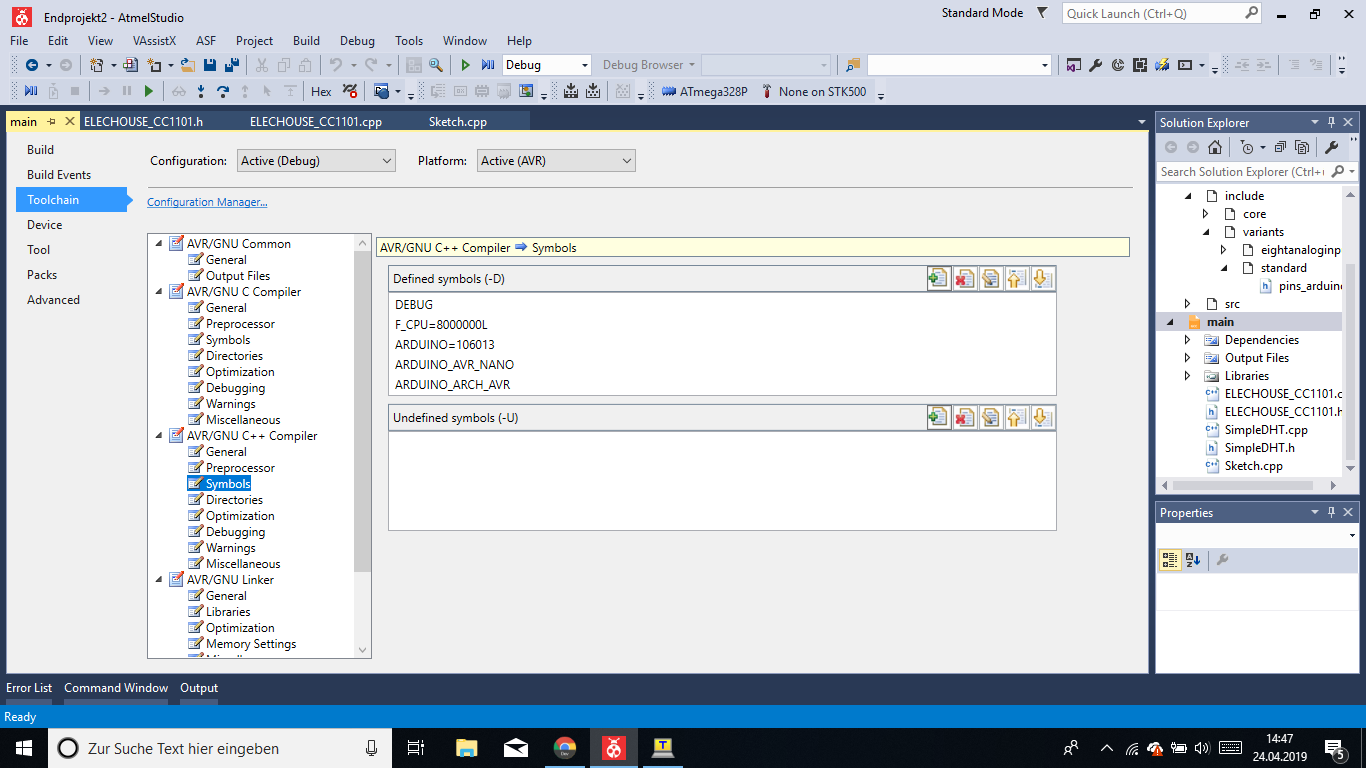 Endprojekt2 - AtmelStudio
Standard Mode
Quick Launch (Ctrl+Q)
File Edit View VAssistX ASF Project Build Debug Tools Window Help
Debug
Debug Browser
Hex
ATmega328P
None on STK500
main
ELECHOUSE_CC1101.h
ELECHOUSE_CC1101.cpp
Sketch.cpp
Build
Build Events
Toolchain
Device
Tool
Packs
Advanced
Configuration: Active (Debug)
Platform: Active (AVR)
Configuration Manager...
AVR/GNU Common
General
Output Files
AVR/GNU C Compiler
General
Preprocessor
Symbols
Directories
Optimization
Debugging
Warnings
Miscellaneous
AVR/GNU C++ Compiler
General
Preprocessor
Symbols
Directories
Optimization
Debugging
Warnings
Miscellaneous
AVR/GNU Linker
General
Libraries
Optimization
Memory Settings
AVR/GNU C++ Compiler Symbols
Defined symbols (-D)
DEBUG
F_CPU=8000000L
ARDUINO=106013
ARDUINO_AVR_NANO
ARDUINO_ARCH_AVR
Undefined symbols (-U)
Solution Explorer
Search Solution Explorer (Ctrl+
include
core
variants
eightanaloginp
standard
pins_arduin
src
main
Dependencies
Output Files
Libraries
ELECHOUSE_CC1101.c
ELECHOUSE_CC1101.h
SimpleDHT.cpp
SimpleDHT.h
Sketch.cpp
Properties
Error List Command Window Output
Ready
Zur Suche Text hier eingeben
14:47
24.04.2019
5